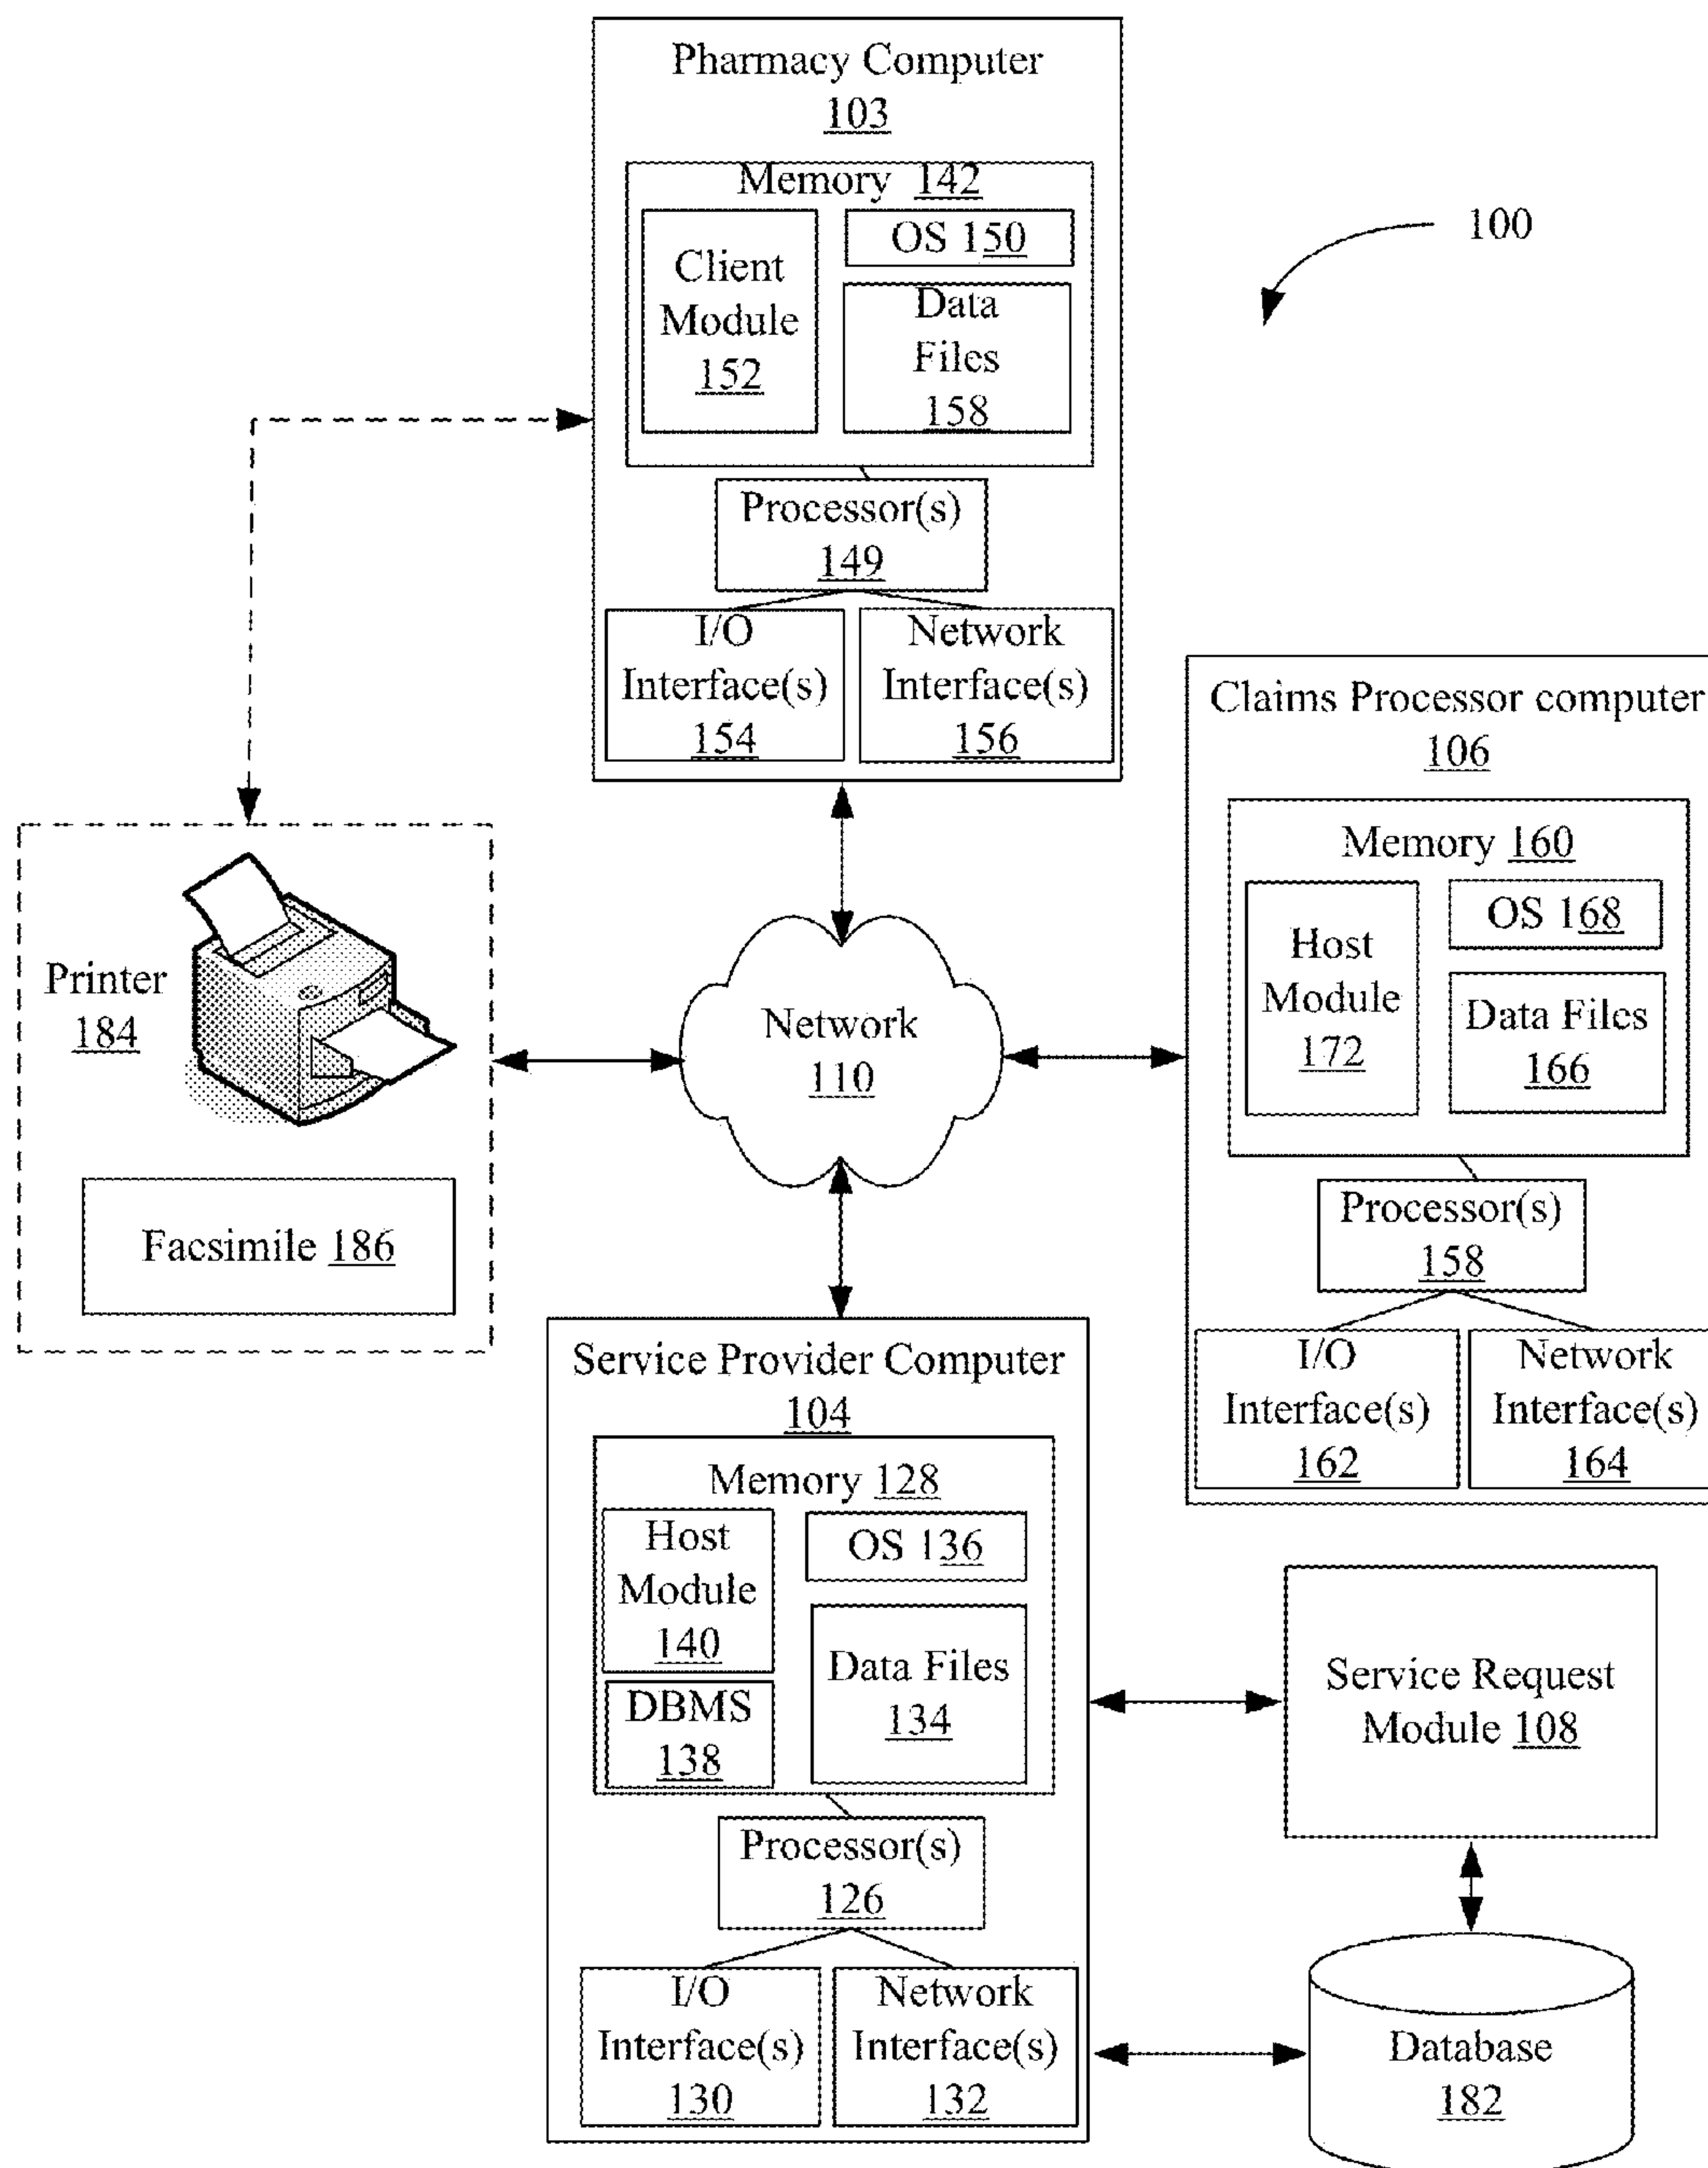 Pharmacy Computer
103
Memory 142
Client
Module
152
OS 150
Data
Files
158
Processor(s)
149
I/O
Interface(s)
154
Network
Interface(s)
156
100
Claims Processor computer
106
Memory 160
Host
Module
172
OS 168
Data Files
166
Processor(s)
158
I/O
Interface(s)
162
Network
Interface(s)
164
Printer
184
Facsimile 186
Network
110
Service Provider Computer
104
Memory 128
Host
Module
140
DBMS
138
OS 136
Data Files
134
Processor(s)
126
I/O
Interface(s)
130
Network
Interface(s)
132
Service Request
Module 108
Database
182